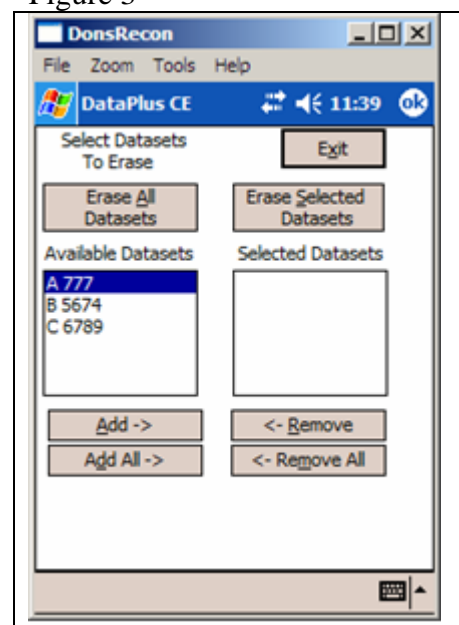 Figure 3
DonsRecon
File Zoom Tools Help
DataPlus CE 11:39 ok
Select Datasets
To Erase
Exit
Erase All
Datasets
Erase Selected
Datasets
Available Datasets
Selected Datasets
A 777
B 5674
C 6789
Add ->
<- Remove
Add All ->
<- Remove All